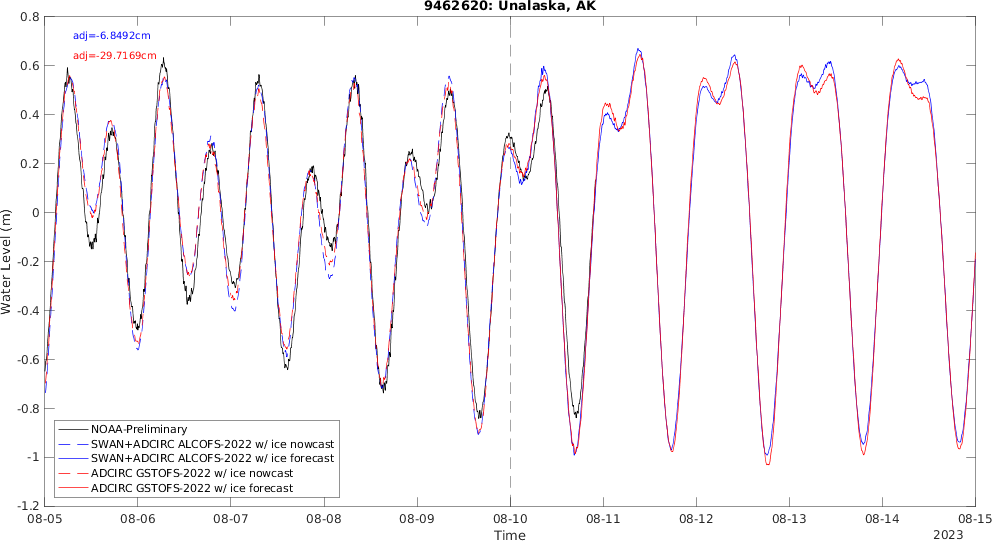 9462620: Unalaska, AK
adj=-6.8492cm
adj=-29.7169cm
Water Level (m)
0.8
0.6
0.4
0.2
0
-0.2
-0.4
-0.6
-0.8
-1
-1.2
NOAA-Preliminary
SWAN+ADCIRC ALCOFS-2022 w/ ice nowcast
SWAN+ADCIRC ALCOFS-2022 w/ ice forecast
ADCIRC GSTOFS-2022 w/ ice nowcast
ADCIRC GSTOFS-2022 w/ ice forecast
08-05 08-06 08-07 08-08 08-09 08-10 08-11 08-12 08-13 08-14 08-15
Time
2023